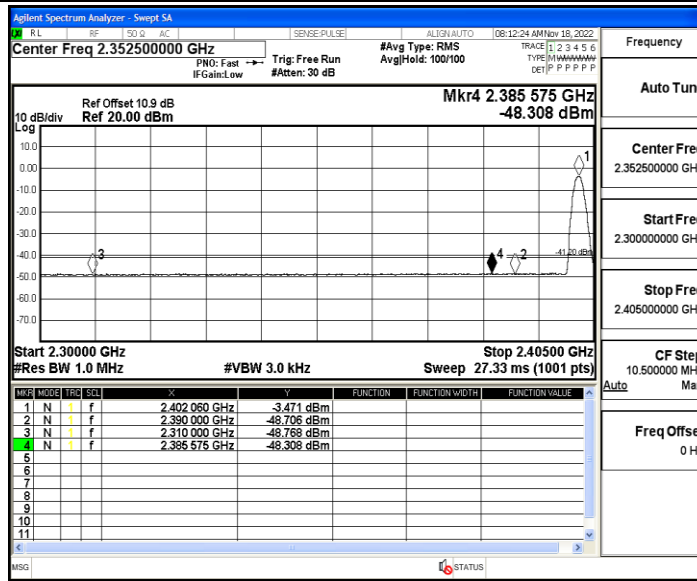 Agilent Spectrum Analyzer - Swept SA
RL RF 50 Ω AC SENSE:PULSE ALIGNAUTO 08:12:24 AM Nov 18, 2022
Center Freq 2.352500000 GHz
#Avg Type: RMS
TRACE 1 2 3 4 5 6
PNO: Fast Trig: Free Run Avg|Hold: 100/100
TYPE MWWWWW
IFGain:Low #Atten: 30 dB
DET P P P P P P
Frequency
Auto Tun
Mkr4 2.385 575 GHz
Ref Offset 10.9 dB
10 dB/div Ref 20.00 dBm -48.308 dBm
Log
10.0
0.00
-10.0
-20.0
-30.0
-40.0
-50.0
-60.0
-70.0
1
2
3
4
-41.20 dBm
Center Fre
2.352500000 GH
Start Fre
2.300000000 GH
Stop Fre
2.405000000 GH
Start 2.30000 GHz Stop 2.40500 GHz
#Res BW 1.0 MHz #VBW 3.0 kHz Sweep 27.33 ms (1001 pts)
CF Step
10.500000 MH
Auto Ma
MKR MODE TRC SCL X Y FUNCTION FUNCTION WIDTH FUNCTION VALUE
1 N 1 f 2.402 060 GHz -3.471 dBm
2 N 1 f 2.390 000 GHz -48.706 dBm
3 N 1 f 2.310 000 GHz -48.768 dBm
4 N 1 f 2.385 575 GHz -48.308 dBm
5
6
7
8
9
10
11
Freq Offse
0 H
MSG STATUS